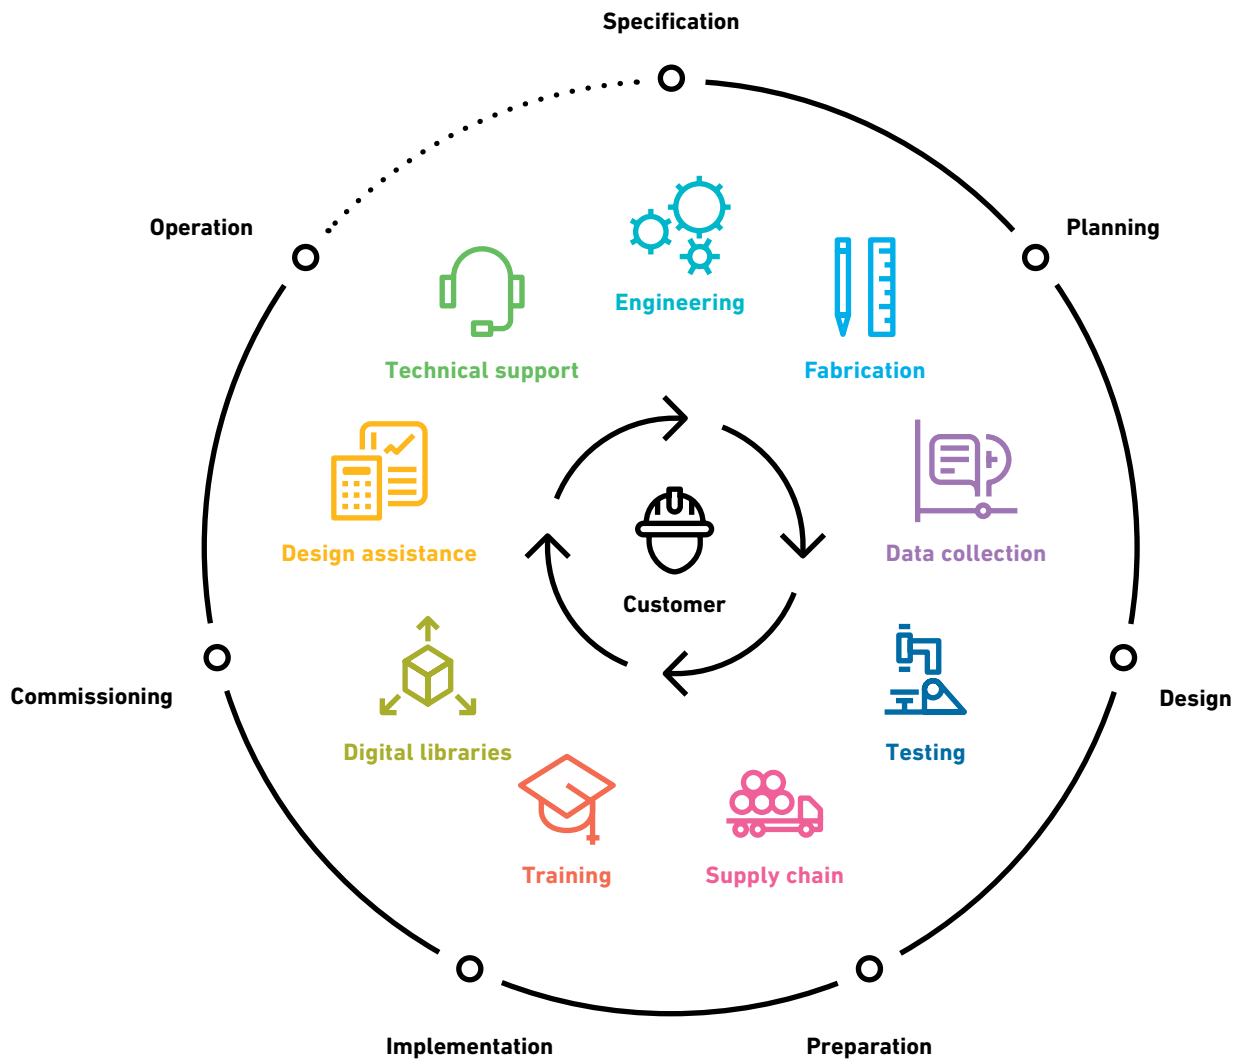 Specification
Operation
Planning
Engineering
Technical support
Fabrication
Design assistance
Data collection
Customer
Commissioning
Design
Digital libraries
Testing
Training
Supply chain
Implementation
Preparation